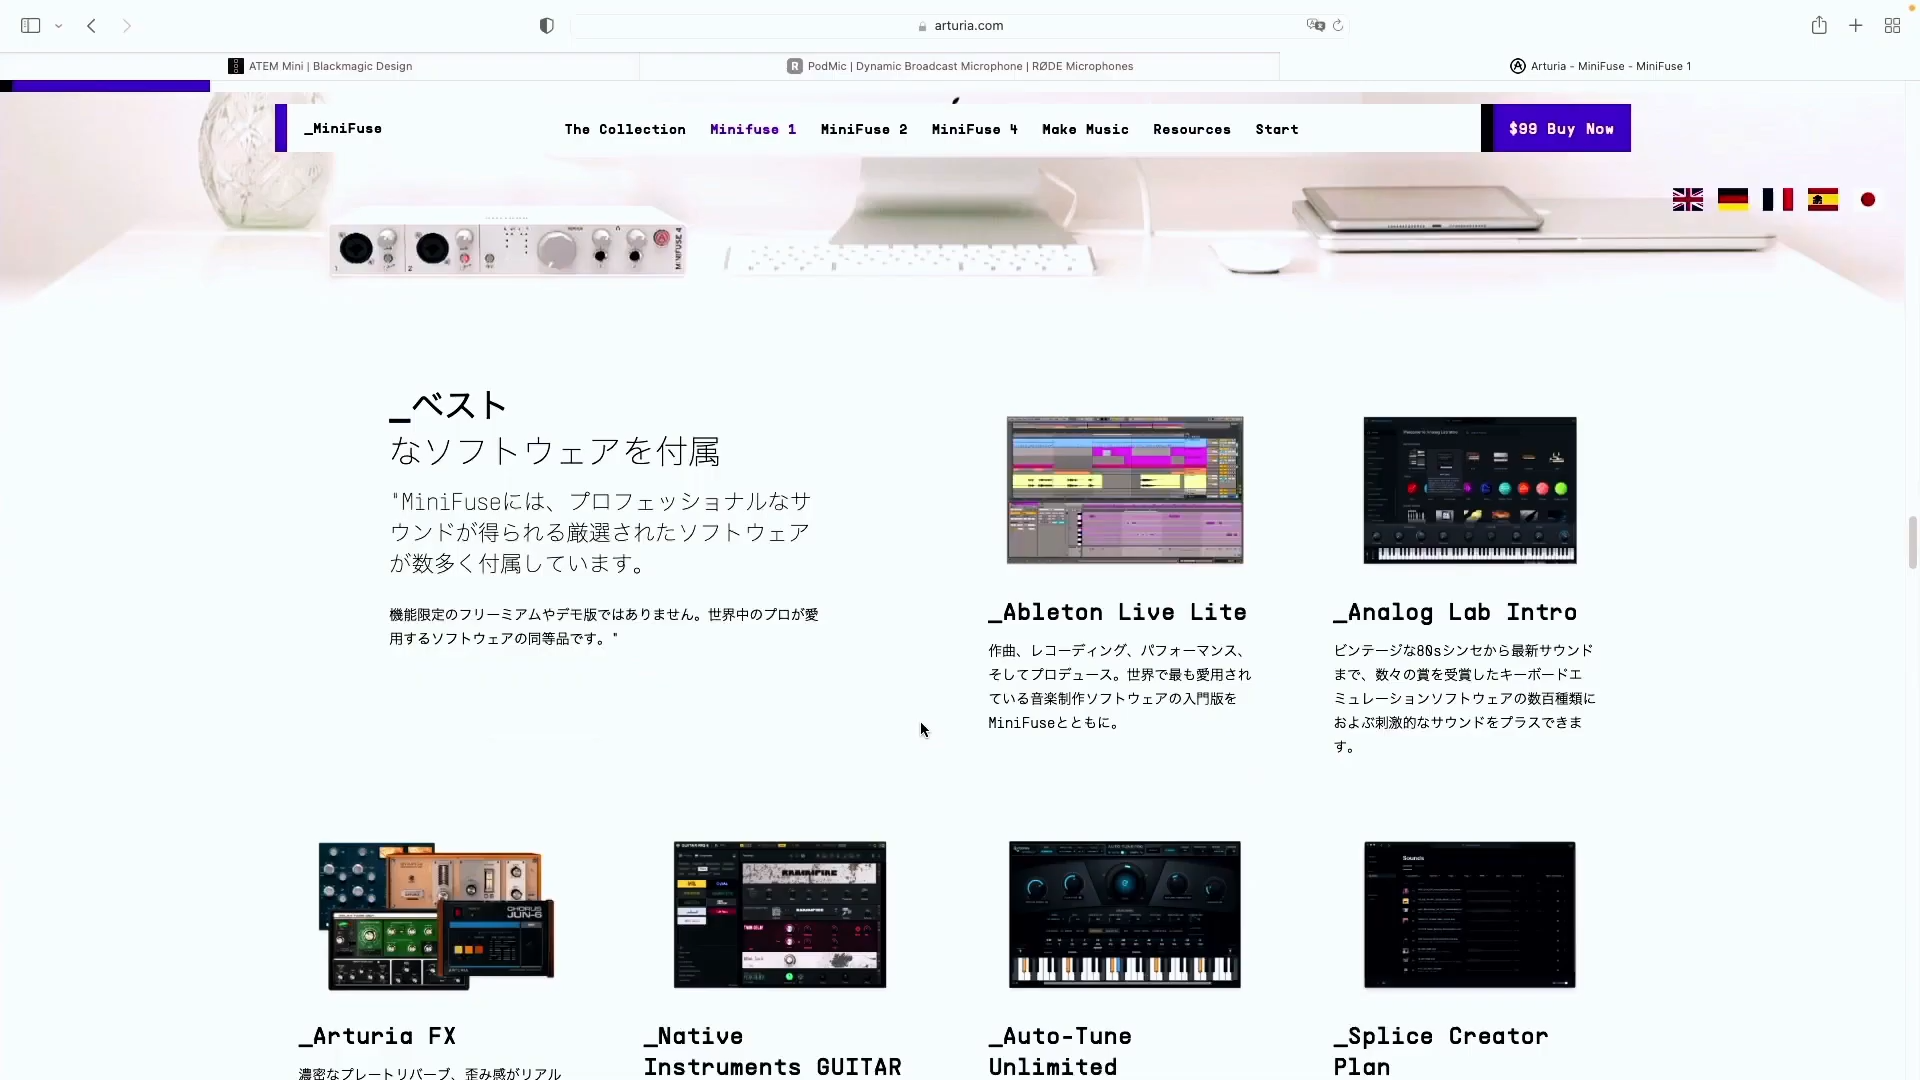 arturia.com
ATEM Mini | Blackmagic Design
PodMic | Dynamic Broadcast Microphone | RØDE Microphones
Arturia - MiniFuse - MiniFuse 1
_MiniFuse
The Collection
Minifuse 1
MiniFuse 2
MiniFuse 4
Make Music
Resources
Start
$99 Buy Now
MINIFUSE 4
_ベスト
なソフトウェアを付属
"MiniFuseには、プロフェッショナルなサ
ウンドが得られる厳選されたソフトウェア
が数多く付属しています。
機能限定のフリーミアムやデモ版ではありません。世界中のプロが愛
用するソフトウェアの同等品です。"
_Ableton Live Lite
作曲、レコーディング、パフォーマンス、
そしてプロデュース。世界で最も愛用され
ている音楽制作ソフトウェアの入門版を
MiniFuseとともに。
_Analog Lab Intro
ビンテージな80sシンセから最新サウンド
まで、数々の賞を受賞したキーボードエ
ミュレーションソフトウェアの数百種類に
およぶ刺激的なサウンドをプラスできま
す。
CHORUS
JUN-6
Sounds
_Arturia FX
濃密なプレートリバーブ、歪み感がリアル
_Native
Instruments GUITAR
_Auto-Tune
Unlimited
_Splice Creator
Plan